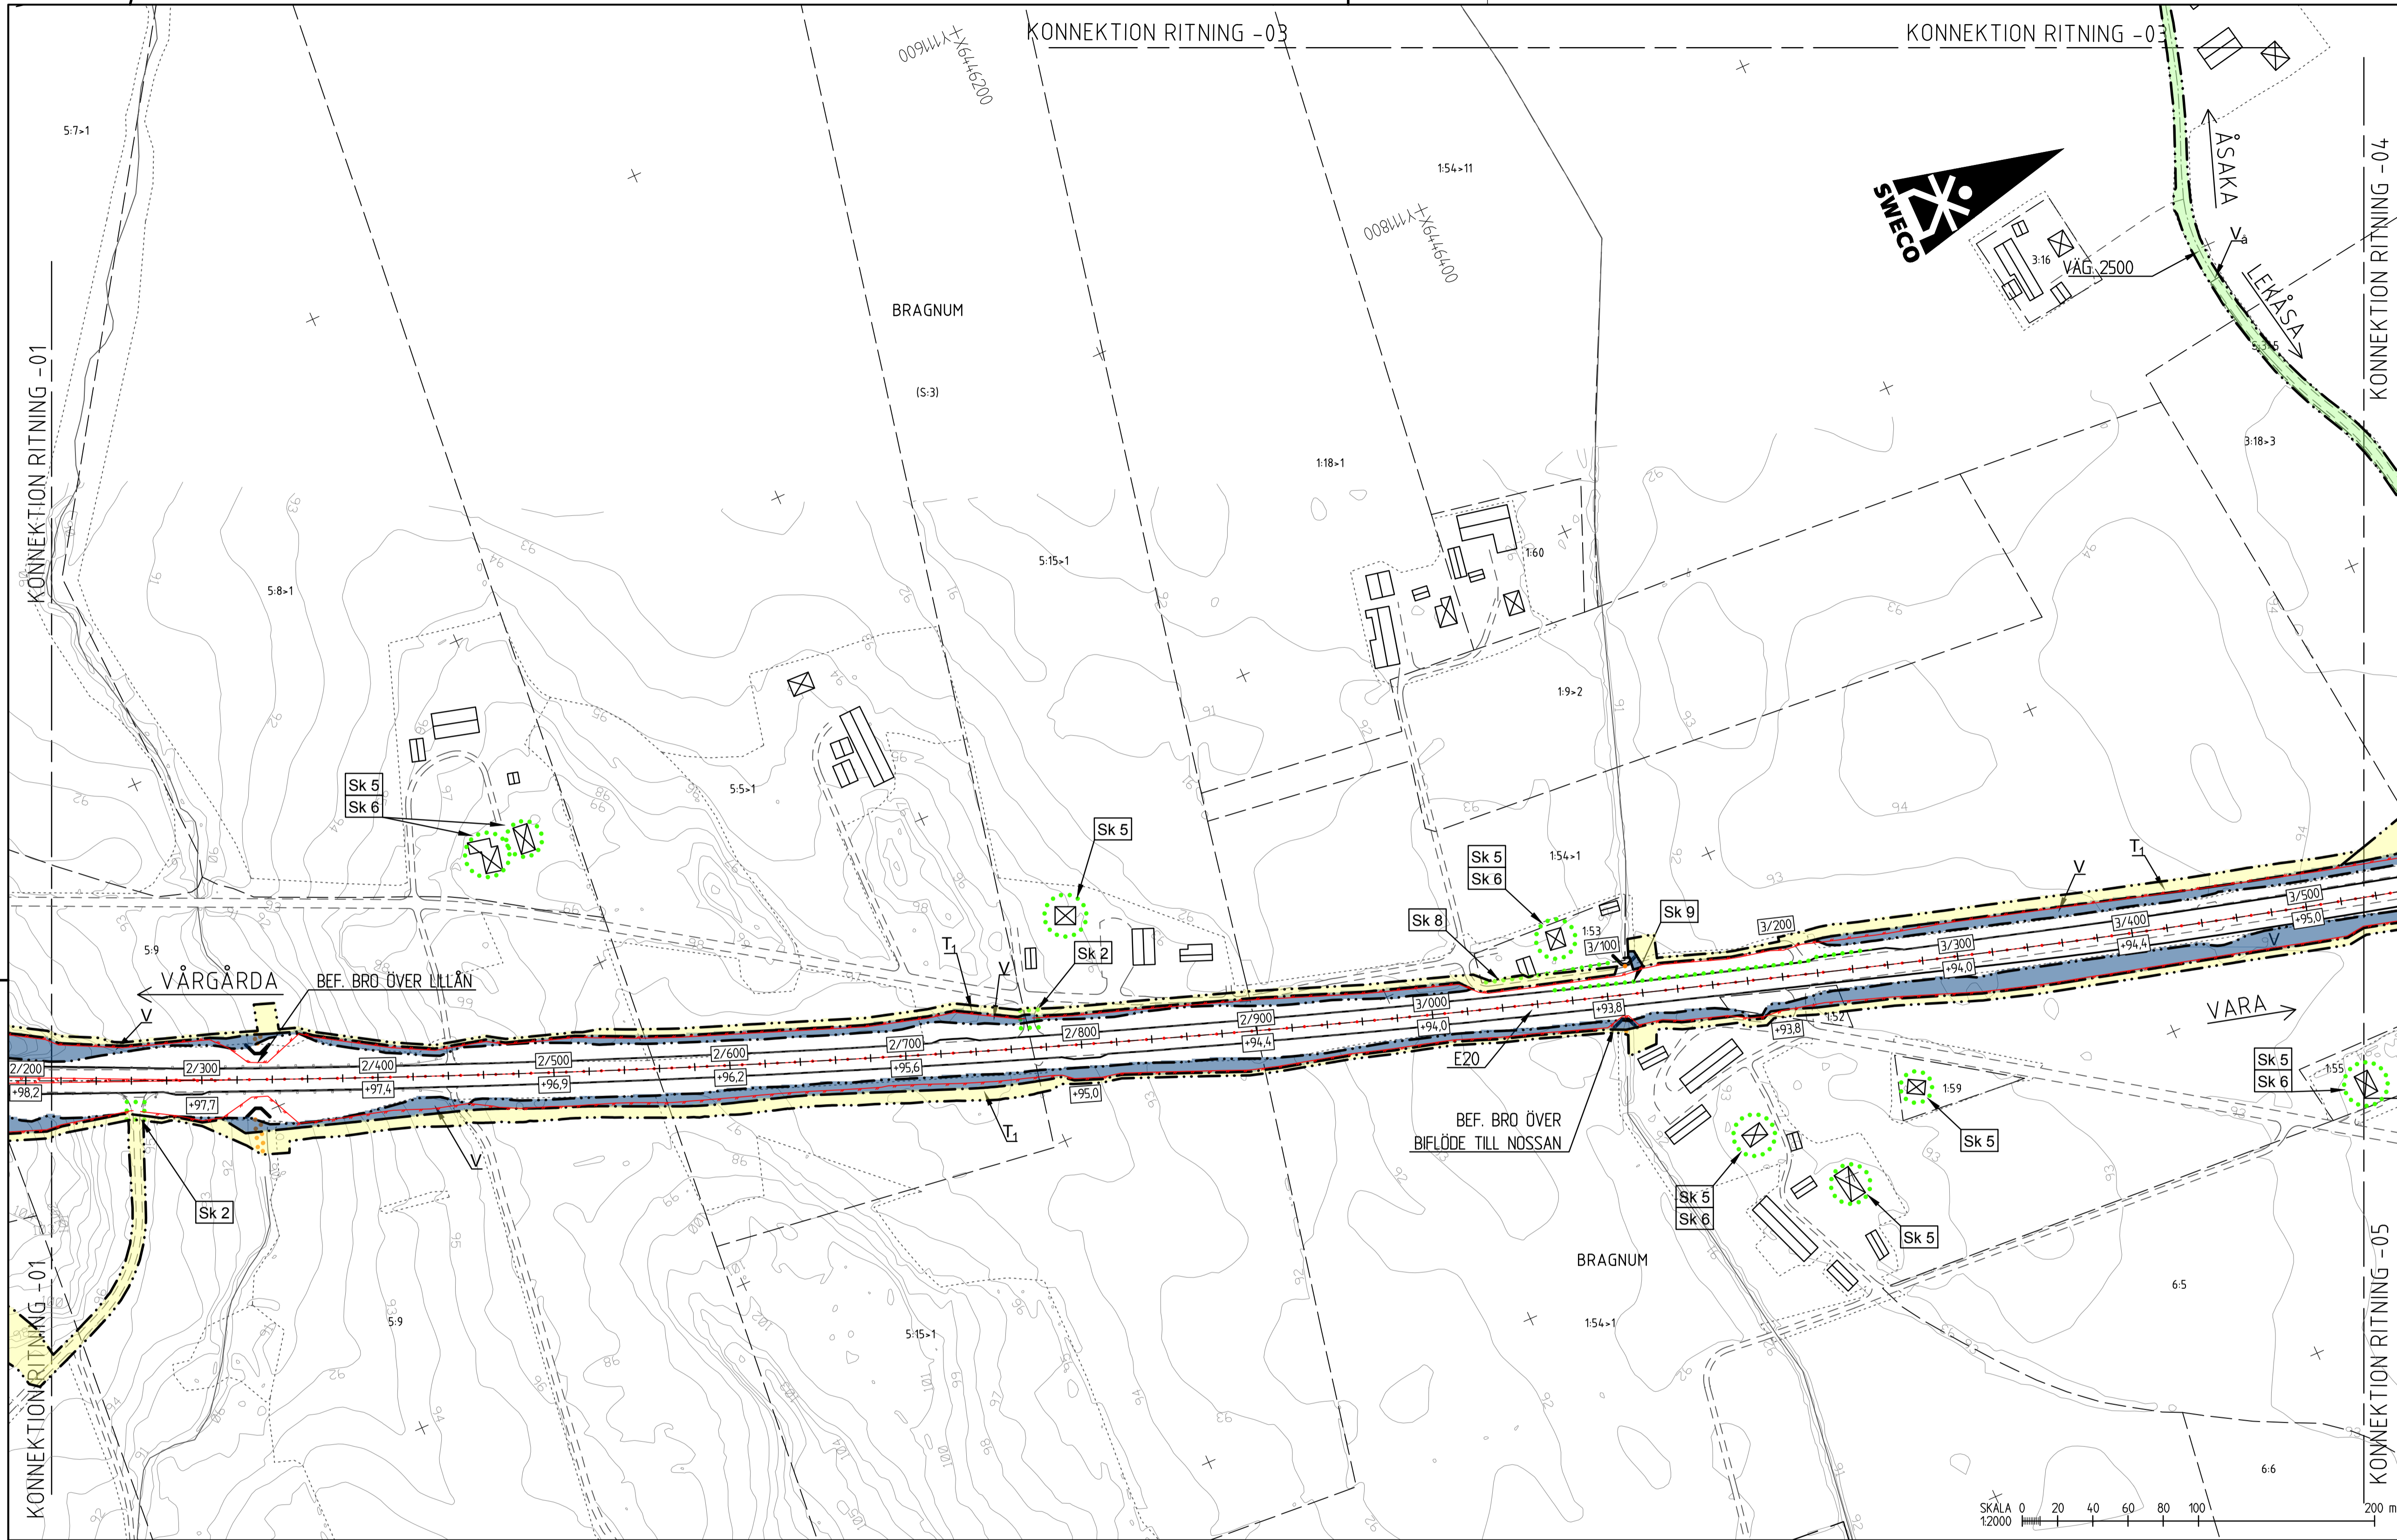 KONNEKTION RITNING -03
KONNEKTION RITNING -03
Y111600
X6446200
5:7>1
1:54>11
Y111800
X6446400
SWECO
ÅSAKA
KONNEKTION RITNING -04
3:16
VÄG 2500
Vä
LEKÅSA
BRAGNUM
(S:3)
KONNEKTION RITNING -01
1:18>1
3:18>3
5:15>1
1:60
5:8>1
1:9>2
5:5>1
Sk 5
Sk 6
Sk 5
Sk 5
Sk 6
1:54>1
Sk 8
Sk 9
1:53
3/100
3/200
V
T1
3/500
+95,0
3/400
+94,4
3/300
+94,0
V
5:9
VÅRGÅRDA
BEF. BRO ÖVER LILLÅN
V
T1
V
Sk 2
3/000
+94,0
+93,8
+93,8
1:52
VARA
2/200
+98,2
2/300
+97,7
2/400
+97,4
2/500
+96,9
2/600
+96,2
2/700
+95,6
2/800
+95,0
2/900
+94,4
E20
BEF. BRO ÖVER
BIFLÖDE TILL NOSSAN
1:59
Sk 5
Sk 5
Sk 6
1:55
Sk 2
V
T1
Sk 5
Sk 6
Sk 5
BRAGNUM
1:54>1
KONNEKTION RITNING -01
5:9
5:15>1
6:5
KONNEKTION RITNING -05
6:6
SKALA 0 20 40 60 80 100 200 m
1:2000